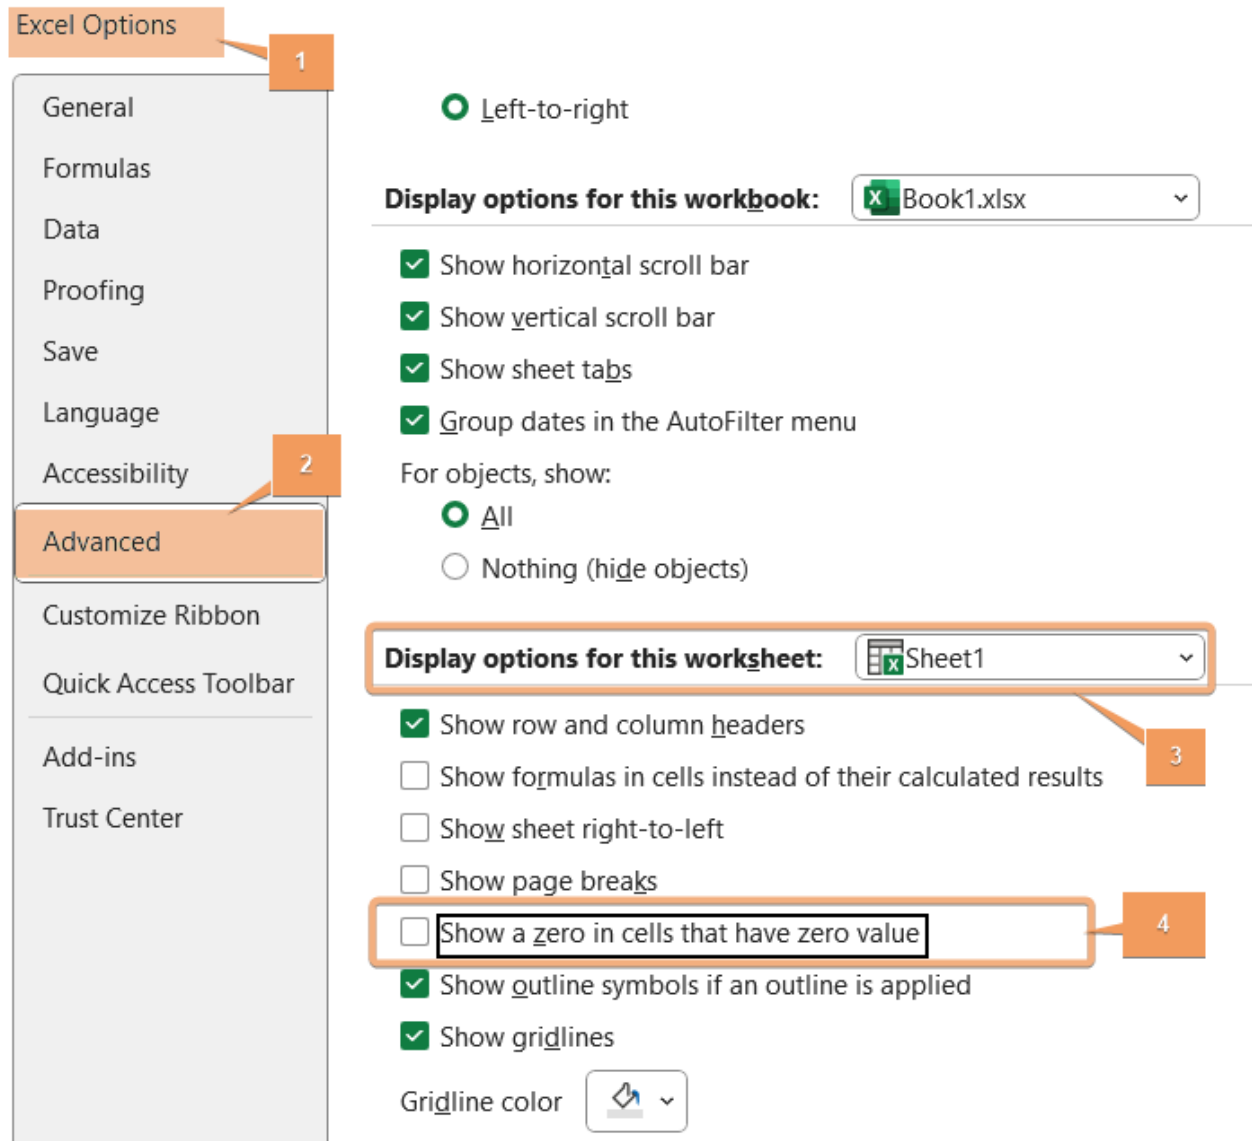 Excel Options
1
General
Formulas
Data
Proofing
Save
Language
Accessibility
2
Advanced
Customize Ribbon
Quick Access Toolbar
Add-ins
Trust Center
Left-to-right
Display options for this workbook: Book1.xlsx
Show horizontal scroll bar
Show vertical scroll bar
Show sheet tabs
Group dates in the AutoFilter menu
For objects, show:
All
Nothing (hide objects)
Display options for this worksheet: Sheet1
3
Show row and column headers
Show formulas in cells instead of their calculated results
Show sheet right-to-left
Show page breaks
Show a zero in cells that have zero value
4
Show outline symbols if an outline is applied
Show gridlines
Gridline color